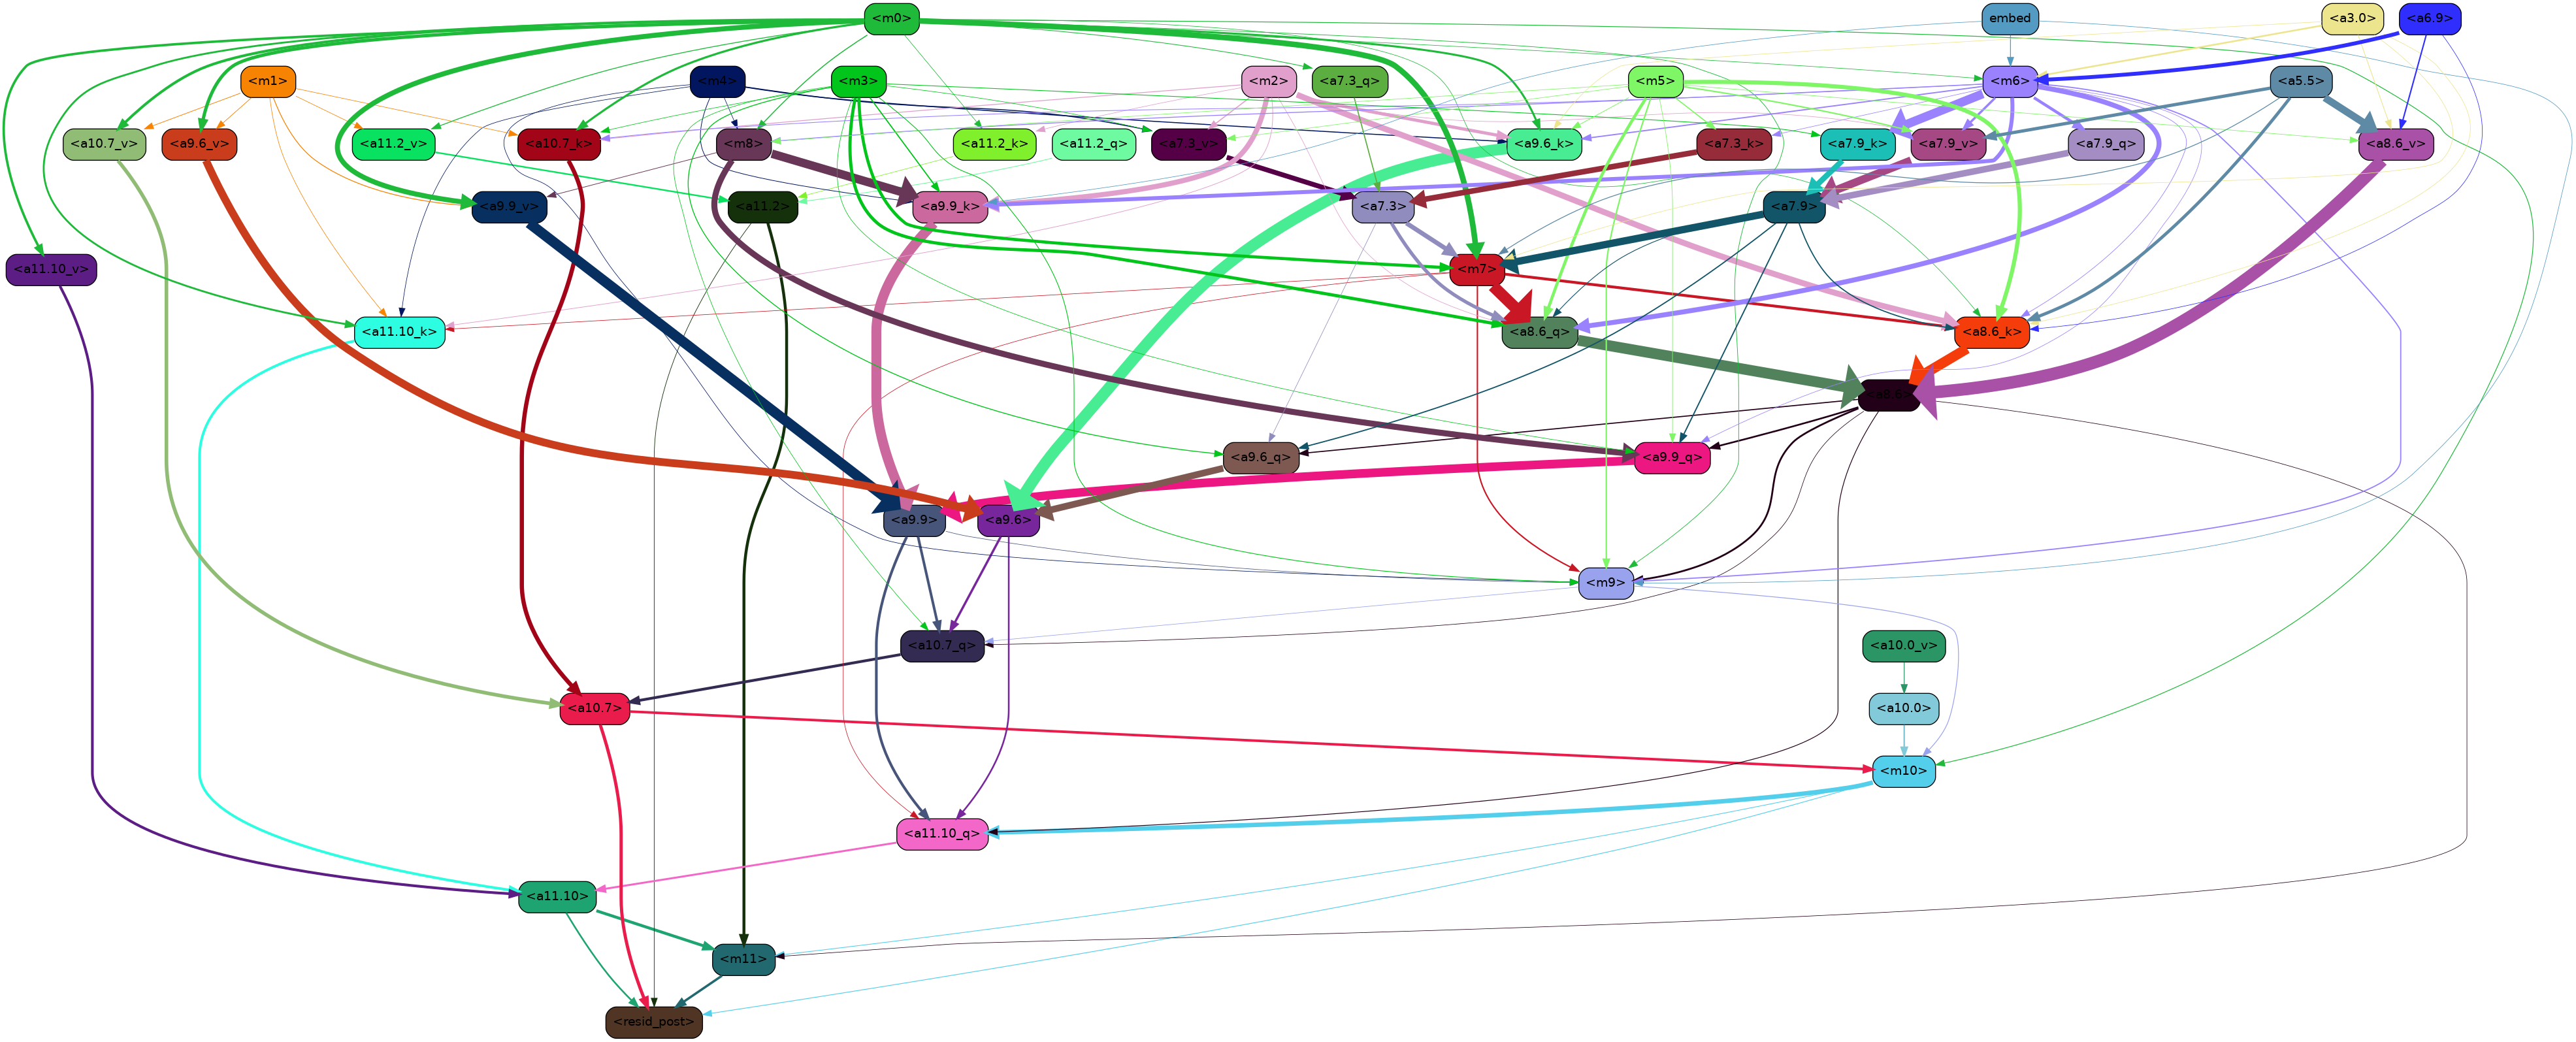 <m0>
embed
<a3.0>
<a6.9>
<m1>
<m4>
<m3>
<m2>
<a7.3_q>
<m5>
<m6>
<a5.5>
<a10.7_v>
<a9.6_v>
<a11.2_v>
<a10.7_k>
<m8>
<a11.2_k>
<a11.2_q>
<a7.3_v>
<a9.6_k>
<a7.3_k>
<a7.9_k>
<a7.9_v>
<a7.9_q>
<a8.6_v>
<a9.9_v>
<a11.2>
<a9.9_k>
<a7.3>
<a7.9>
<a11.10_v>
<m7>
<a11.10_k>
<a8.6_q>
<a8.6_k>
<a8.6>
<a9.6_q>
<a9.9_q>
<a9.9>
<a9.6>
<m9>
<a10.7_q>
<a10.0_v>
<a10.7>
<a10.0>
<m10>
<a11.10_q>
<a11.10>
<m11>
<resid_post>